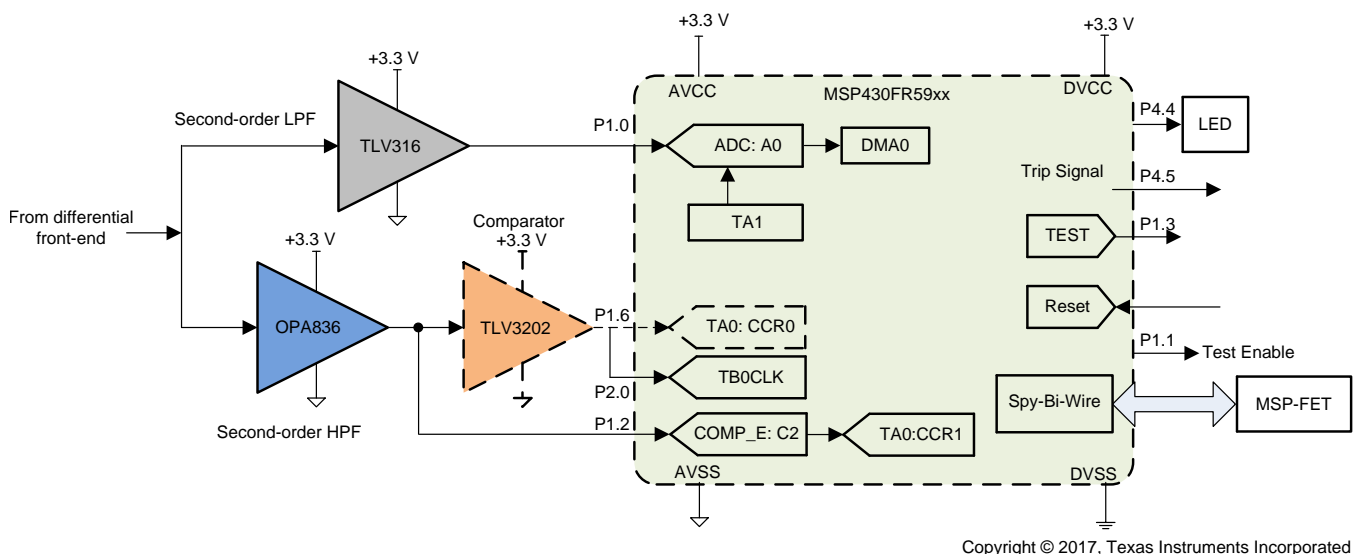 +3.3 V
+3.3 V
+3.3 V
AVCC
MSP430FR59xx
DVCC
P4.4
LED
Second-order LPF
TLV316
P1.0
ADC: A0
DMA0
Trip Signal
P4.5
From differential
front-end
TA1
Comparator
+3.3 V
+3.3 V
TEST
P1.3
OPA836
TLV3202
P1.6
TA0: CCR0
Reset
TB0CLK
P2.0
P1.1
Test Enable
Second-order HPF
P1.2
COMP_E: C2
TA0:CCR1
Spy-Bi-Wire
MSP-FET
AVSS
DVSS
Copyright © 2017, Texas Instruments Incorporated